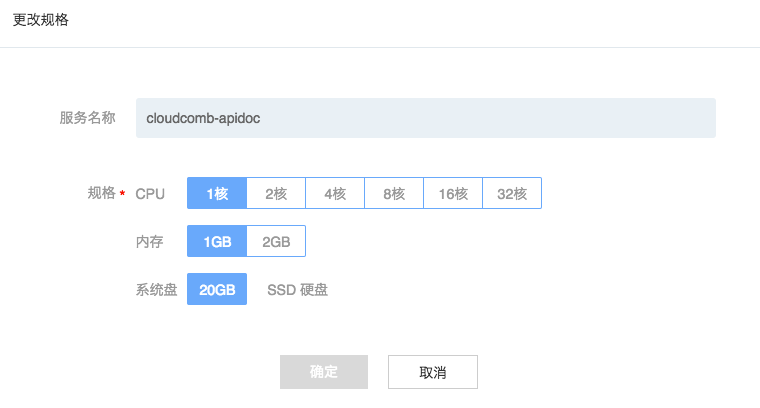 更改规格
服务名称 cloudcomb-apidoc
规格 * CPU 1核 2核 4核 8核 16核 32核
内存 1GB 2GB
系统盘 20GB SSD 硬盘
确定 取消